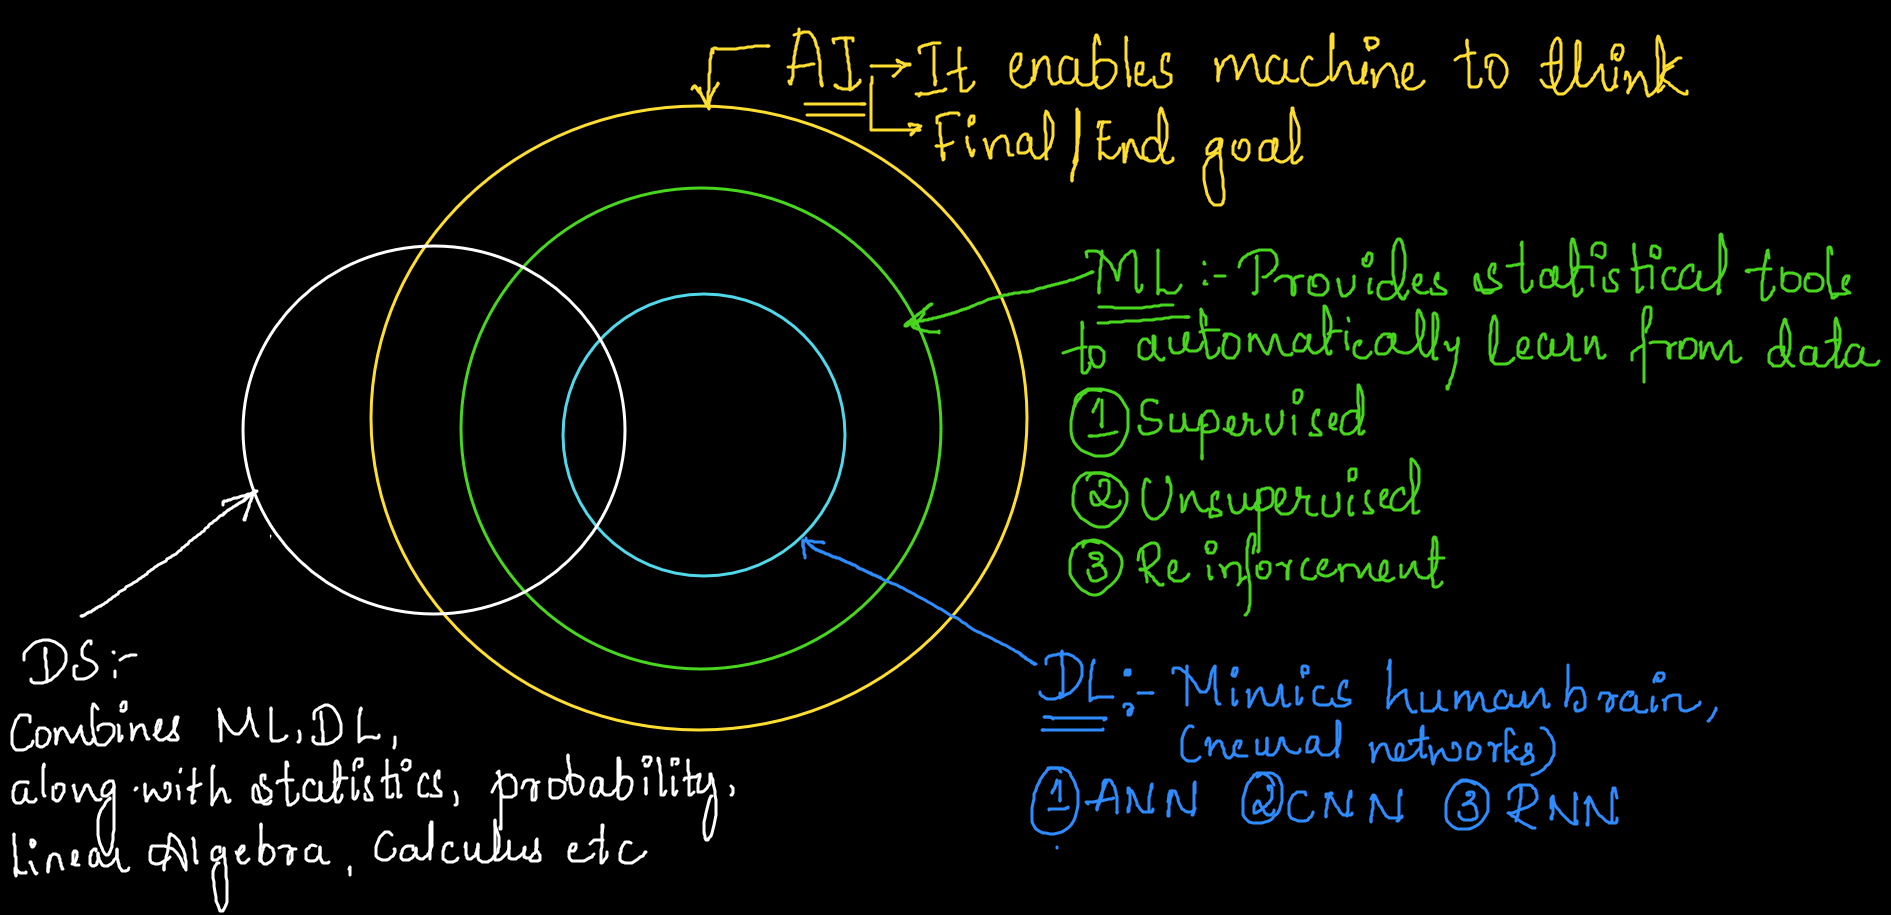 AI → It enables machine to think
→ Final/End goal
ML :- Provides statistical tools
to automatically learn from data
① Supervised
② Unsupervised
③ Reinforcement
DS :-
Combines ML, DL,
along with statistics, probability,
Linear Algebra, Calculus etc
DL :- Mimics human brain,
(neural networks)
① ANN ② CNN ③ RNN